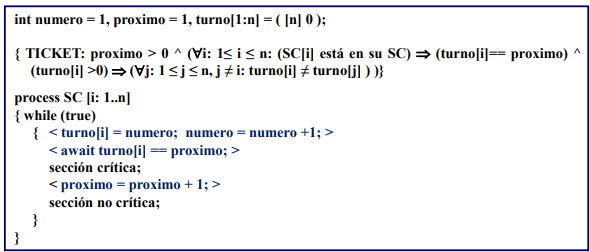 int numero = 1, proximo = 1, turno[1:n] = ( [n] 0 );
{ TICKET: proximo > 0 ^ (∀i: 1≤ i ≤ n: (SC[i] está en su SC) ⇒ (turno[i]== proximo) ^
(turno[i] >0) ⇒ (∀j: 1 ≤ j ≤ n, j ≠ i: turno[i] ≠ turno[j] ) )}
process SC [i: 1..n]
{ while (true)
{ < turno[i] = numero; numero = numero +1; >
< await turno[i] == proximo; >
sección crítica;
< proximo = proximo + 1; >
sección no crítica;
}
}